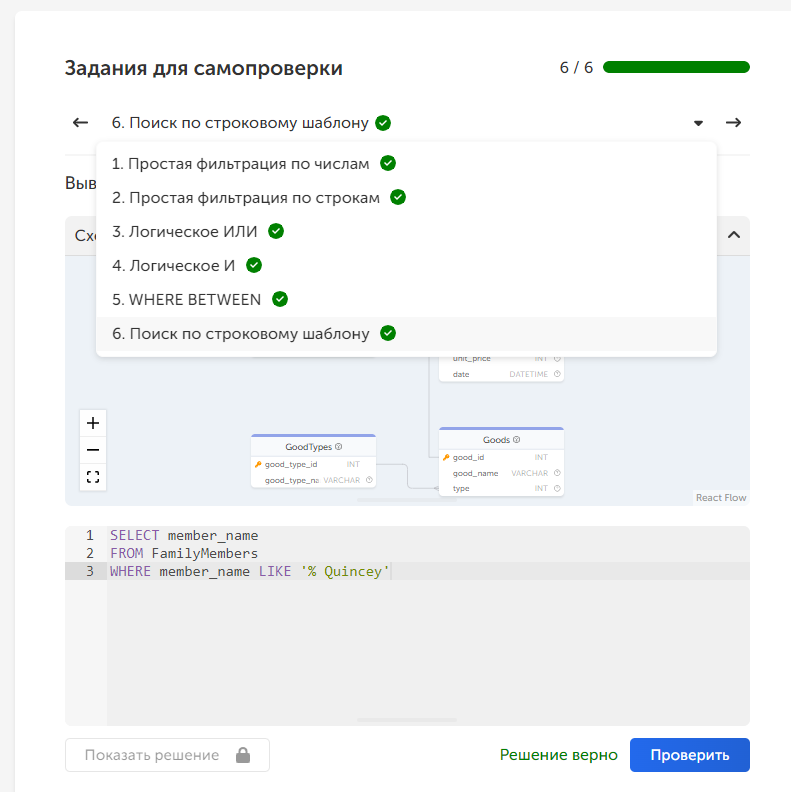 Задания для самопроверки
6 / 6
6. Поиск по строковому шаблону
1. Простая фильтрация по числам
2. Простая фильтрация по строкам
3. Логическое ИЛИ
4. Логическое И
5. WHERE BETWEEN
6. Поиск по строковому шаблону
Выв
Сх
unit_price INT
date DATETIME
GoodTypes
good_type_id INT
good_type_na VARCHAR
Goods
good_id INT
good_name VARCHAR
type INT
React Flow
1 SELECT member_name
2 FROM FamilyMembers
3 WHERE member_name LIKE '% Quincey'
Показать решение
Решение верно
Проверить